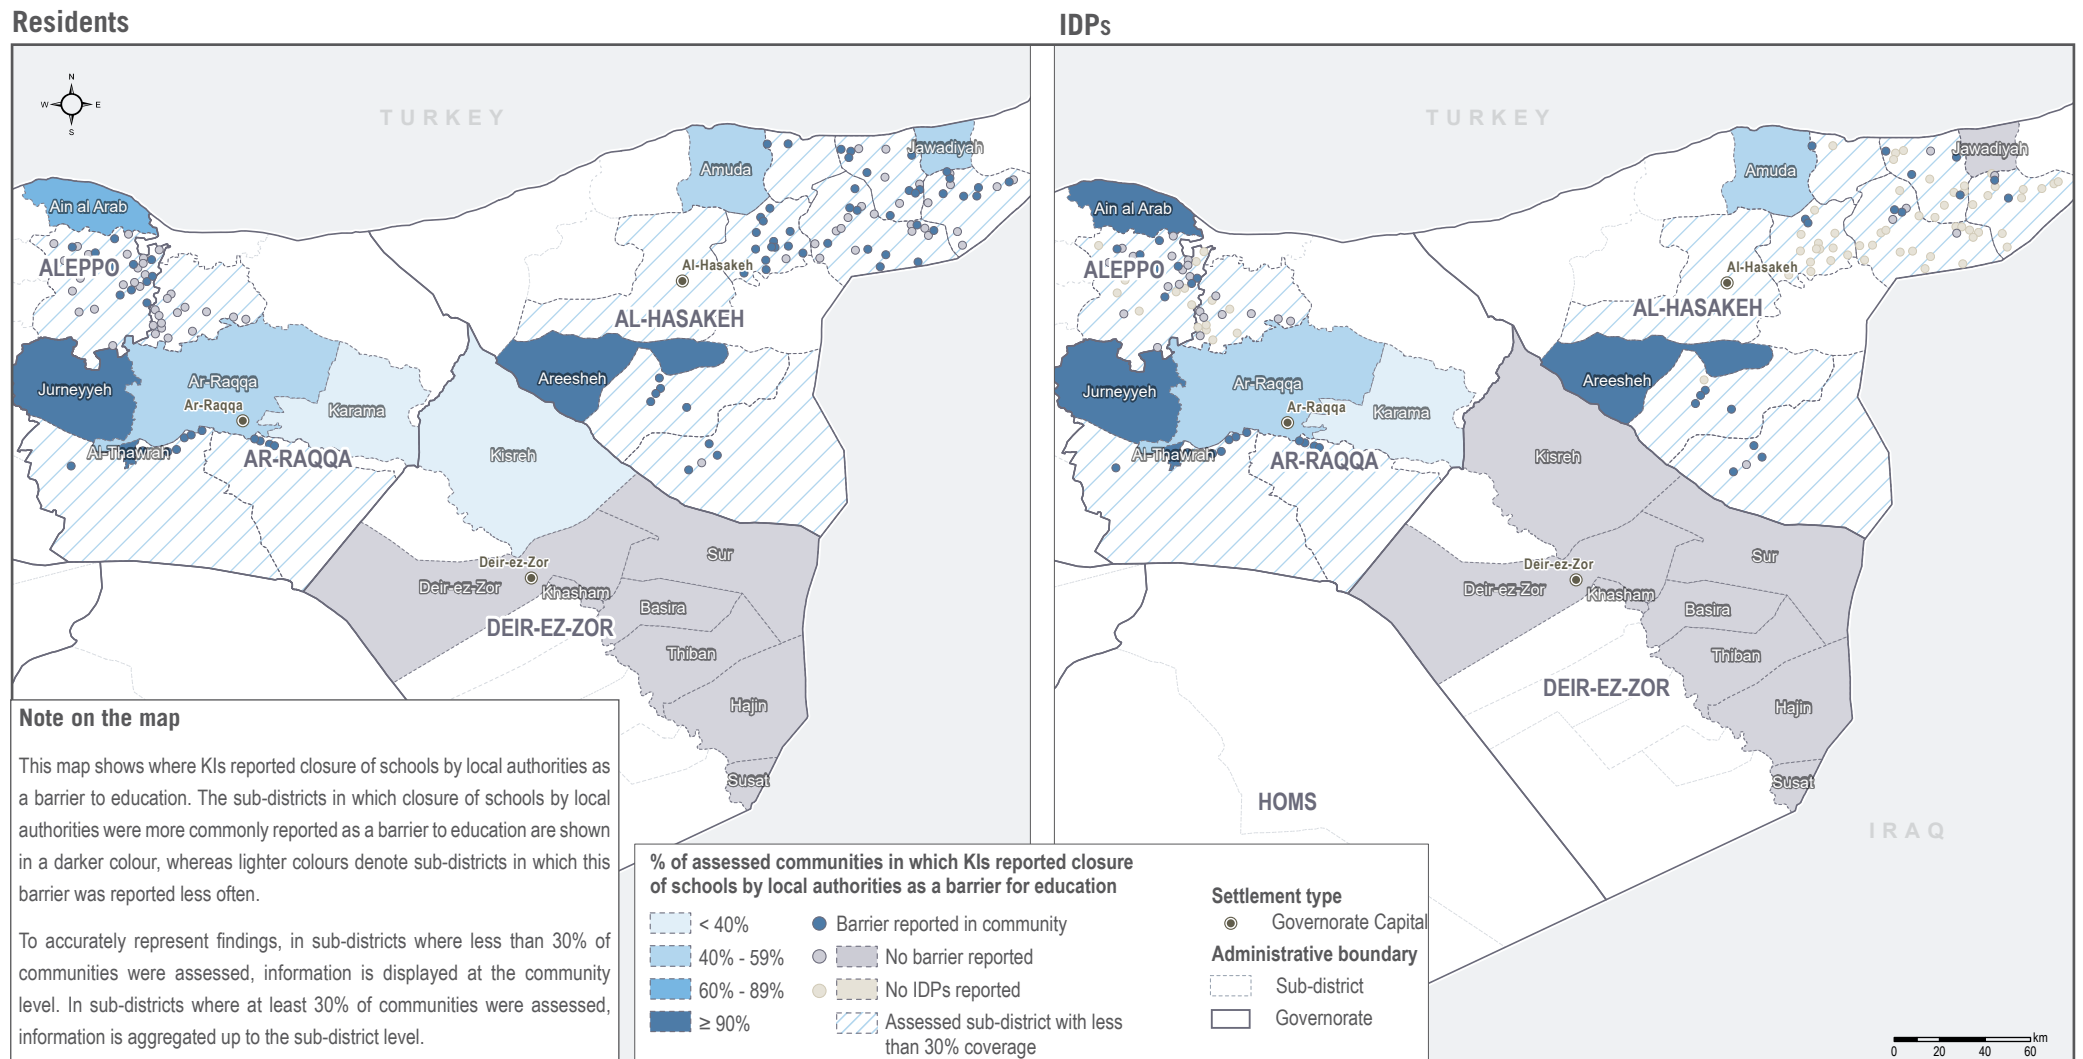 Residents
IDPs
N
W
E
S
TURKEY
Amuda
Jawadiyah
Ain al Arab
ALEPPO
Al-Hasakeh
AL-HASAKEH
Jurneyyeh
Ar-Raqqa
Ar-Raqqa
Karama
Areesheh
Al-Thawrah
AR-RAQQA
Kisreh
Deir-ez-Zor
Deir-ez-Zor
Khasham
Sur
Basira
DEIR-EZ-ZOR
Thiban
Hajin
Susat
TURKEY
Amuda
Jawadiyah
Ain al Arab
ALEPPO
Al-Hasakeh
AL-HASAKEH
Jurneyyeh
Ar-Raqqa
Ar-Raqqa
Karama
Areesheh
Al-Thawrah
AR-RAQQA
Kisreh
Deir-ez-Zor
Deir-ez-Zor
Khasham
Sur
Basira
Thiban
DEIR-EZ-ZOR
Hajin
Susat
HOMS
IRAQ
Note on the map
This map shows where KIs reported closure of schools by local authorities as
a barrier to education. The sub-districts in which closure of schools by local
authorities were more commonly reported as a barrier to education are shown
in a darker colour, whereas lighter colours denote sub-districts in which this
barrier was reported less often.
To accurately represent findings, in sub-districts where less than 30% of
communities were assessed, information is displayed at the community
level. In sub-districts where at least 30% of communities were assessed,
information is aggregated up to the sub-district level.
% of assessed communities in which KIs reported closure
of schools by local authorities as a barrier for education
< 40%
40% - 59%
60% - 89%
≥ 90%
Barrier reported in community
No barrier reported
No IDPs reported
Assessed sub-district with less
than 30% coverage
Settlement type
Governorate Capital
Administrative boundary
Sub-district
Governorate
km
0 20 40 60